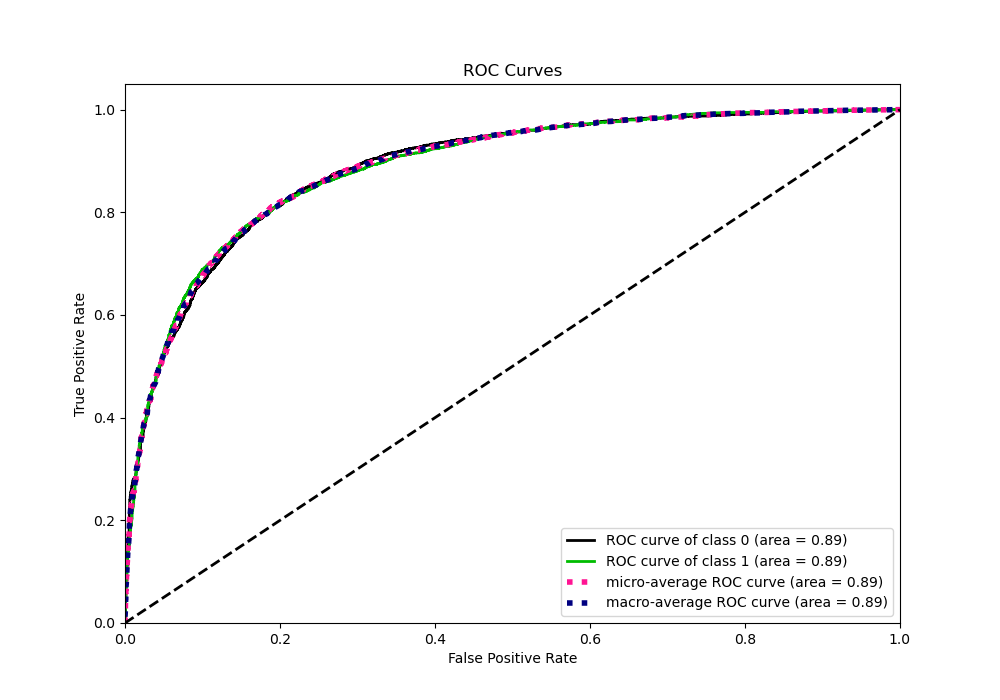 ROC Curves
1.0
0.8
0.6
0.4
0.2
0.0
True Positive Rate
ROC curve of class 0 (area = 0.89)
ROC curve of class 1 (area = 0.89)
micro-average ROC curve (area = 0.89)
macro-average ROC curve (area = 0.89)
0.0 0.2 0.4 0.6 0.8 1.0
False Positive Rate